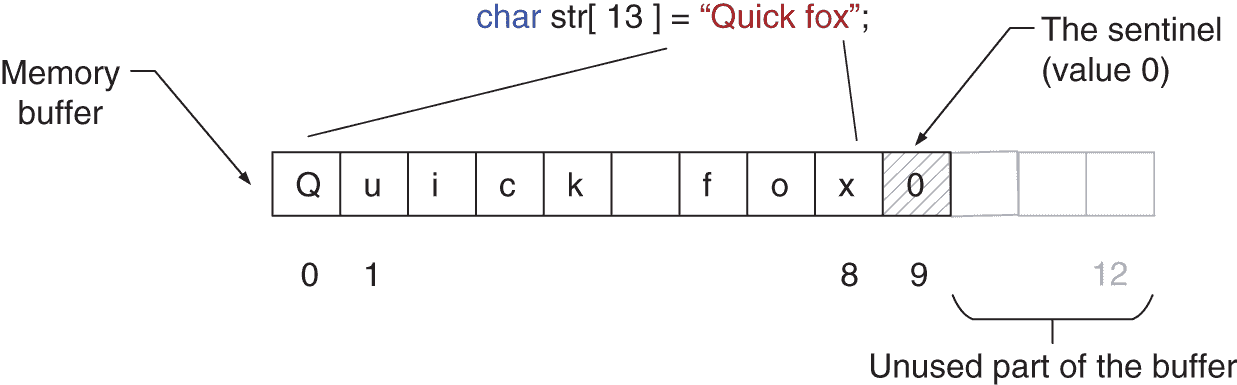 char str[ 13 ] = “Quick fox”;
The sentinel
(value 0)
Memory
buffer
Q u i c k f o x 0
0 1 8 9 12
Unused part of the buffer